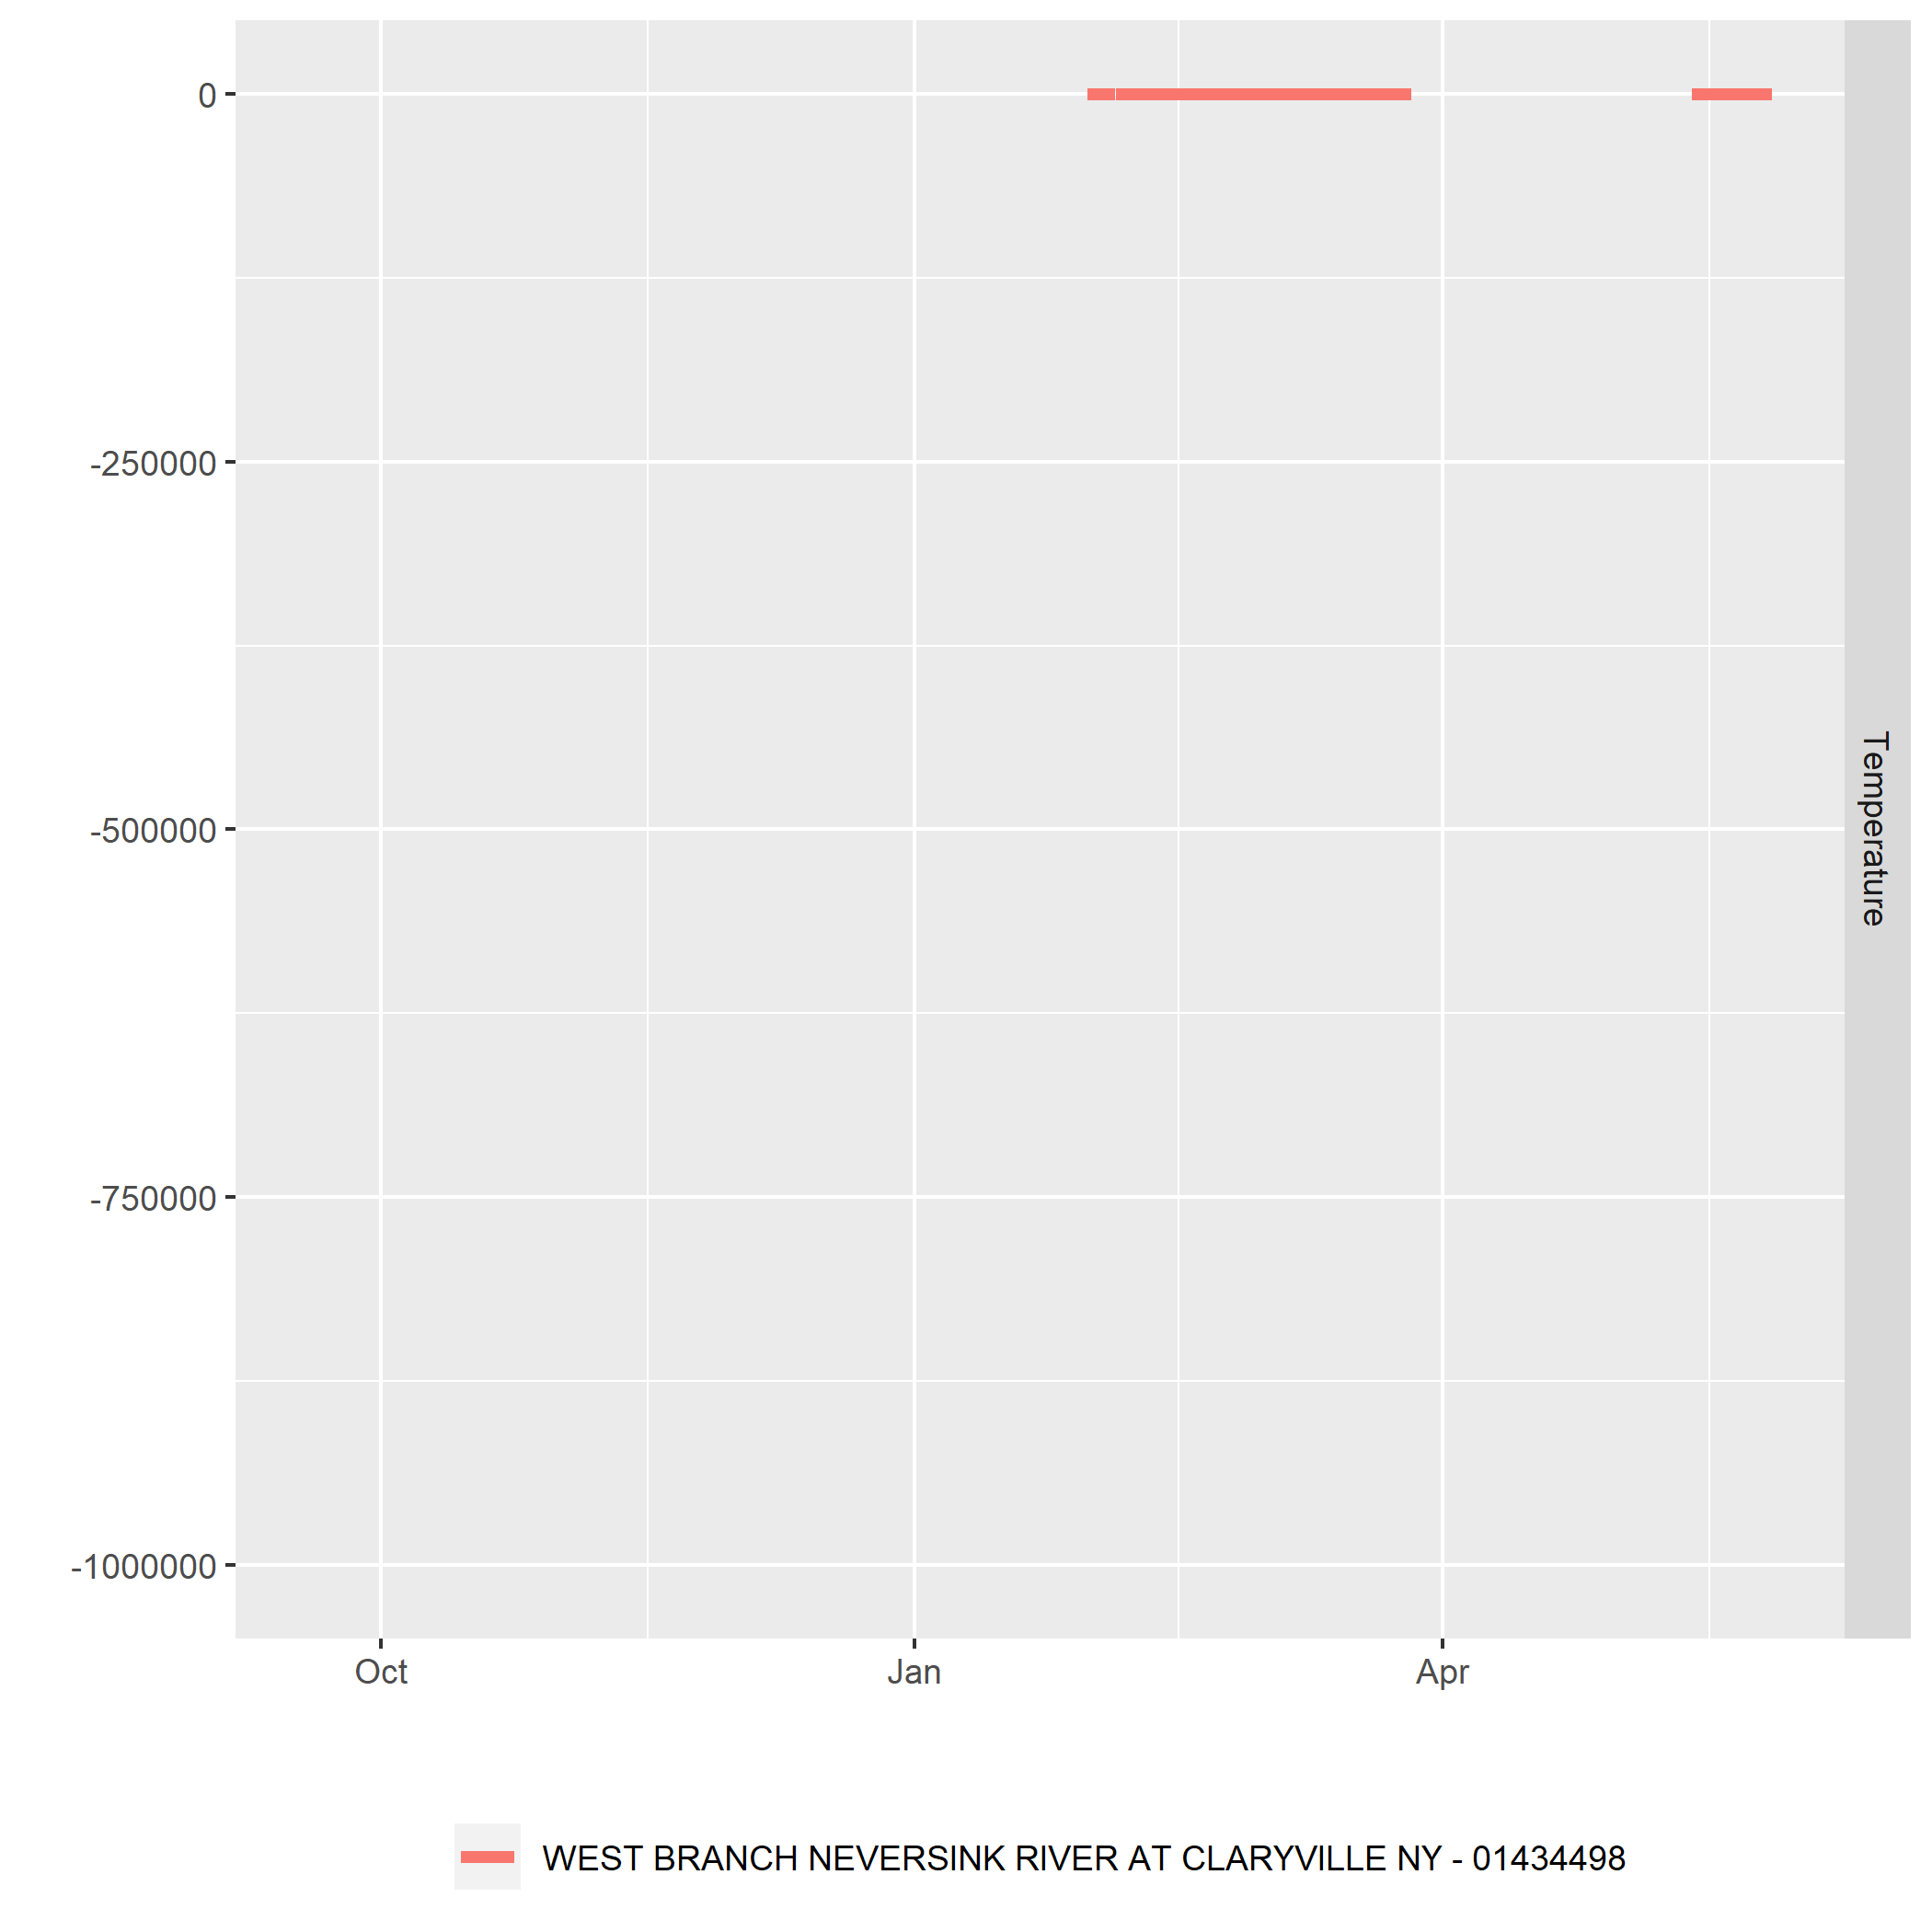 0
-250000
-500000
-750000
-1000000
Temperature
Oct
Jan
Apr
WEST BRANCH NEVERSINK RIVER AT CLARYVILLE NY - 01434498